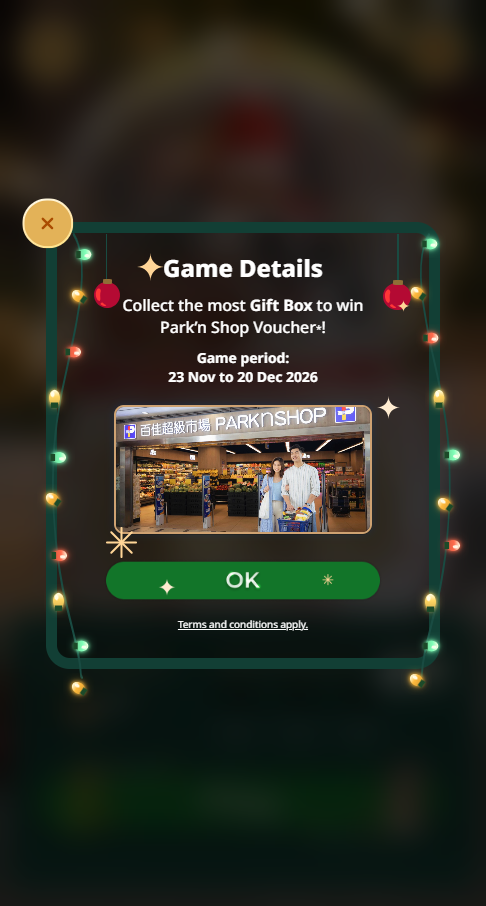 Game Details
Collect the most Gift Box to win
Park’n Shop Voucher*!
Game period:
23 Nov to 20 Dec 2026
百佳超級市場 PARKnSHOP
OK
Terms and conditions apply.